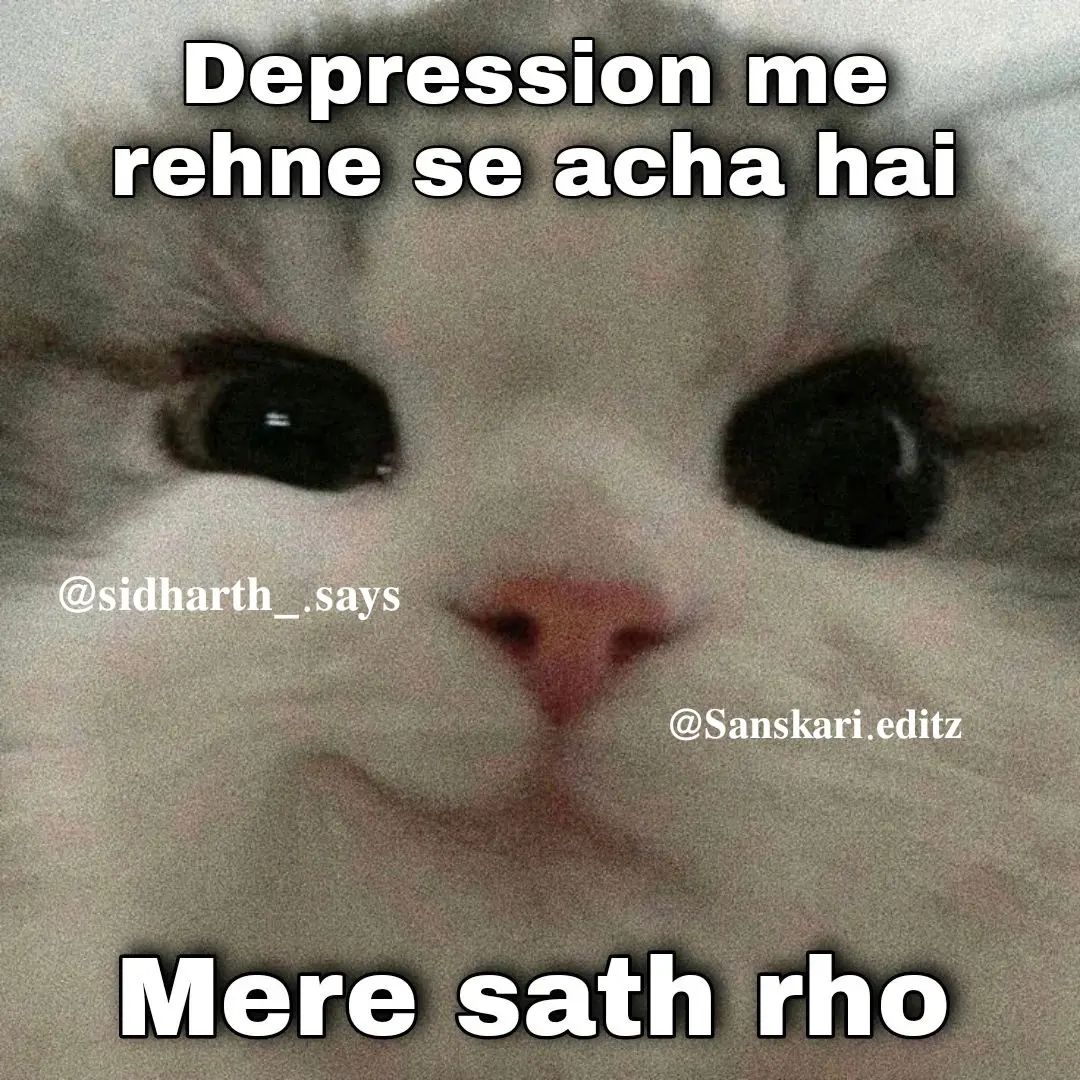 Depression me
rehne se acha hai
@sidharth_.says
@Sanskari.editz
Mere sath rho